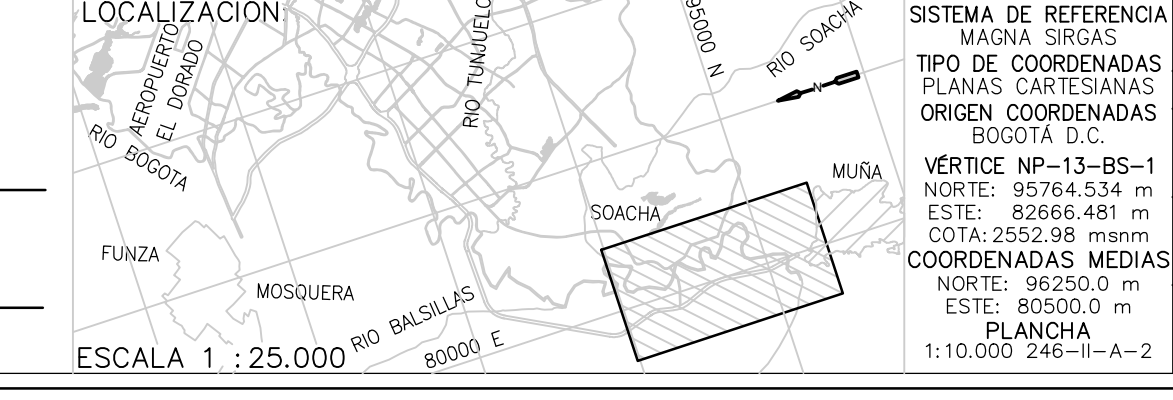 LOCALIZACIÓN:
AEROPUERTO
EL DORADO
RIO BOGOTA
RIO TUNJUELO
95000 N
RIO SOACHA
N
MUÑA
SOACHA
FUNZA
MOSQUERA
RIO BALSILLAS
80000 E
ESCALA 1 : 25.000
SISTEMA DE REFERENCIA
MAGNA SIRGAS
TIPO DE COORDENADAS
PLANAS CARTESIANAS
ORIGEN COORDENADAS
BOGOTÁ D.C.
VÉRTICE NP-13-BS-1
NORTE: 95764.534 m
ESTE: 82666.481 m
COTA: 2552.98 msnm
COORDENADAS MEDIAS
NORTE: 96250.0 m
ESTE: 80500.0 m
PLANCHA
1:10.000 246-II-A-2